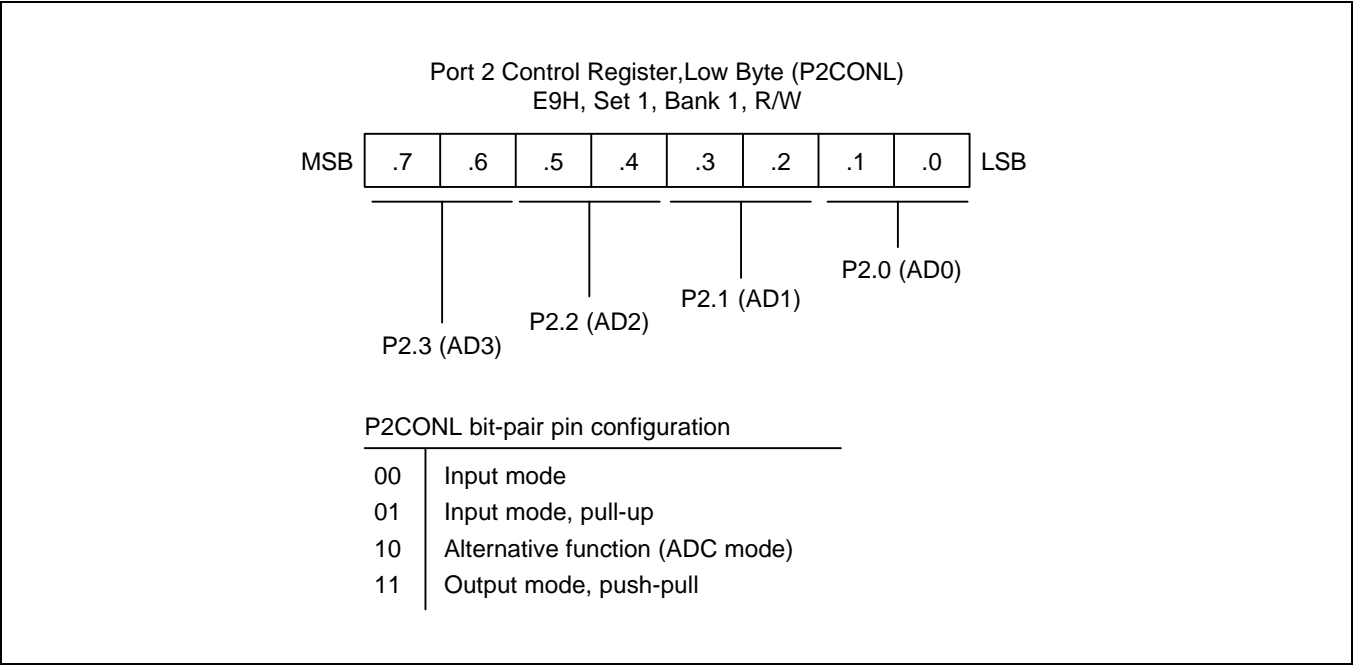 Port 2 Control Register,Low Byte (P2CONL)
E9H, Set 1, Bank 1, R/W
MSB .7 .6 .5 .4 .3 .2 .1 .0 LSB
P2.0 (AD0)
P2.1 (AD1)
P2.2 (AD2)
P2.3 (AD3)
P2CONL bit-pair pin configuration
00 Input mode
01 Input mode, pull-up
10 Alternative function (ADC mode)
11 Output mode, push-pull